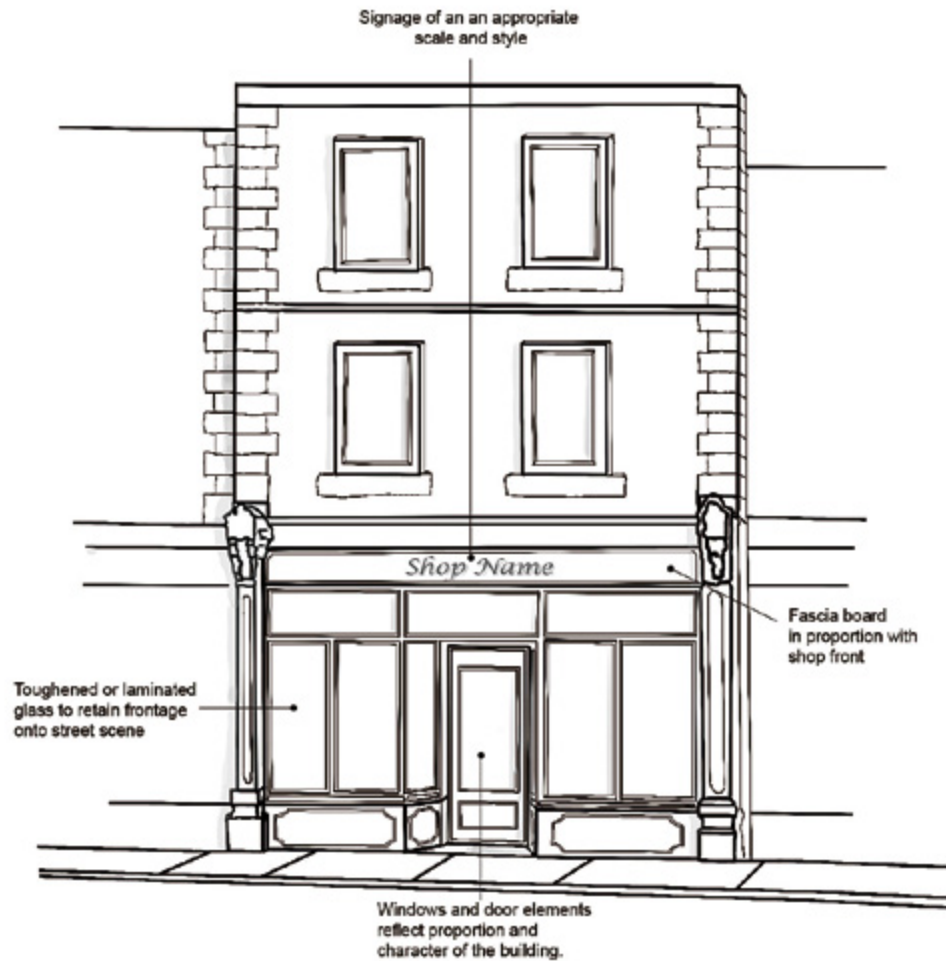 Signage of an an appropriate
scale and style
Shop Name
Fascia board
in proportion with
shop front
Toughened or laminated
glass to retain frontage
onto street scene
Windows and door elements
reflect proportion and
character of the building.